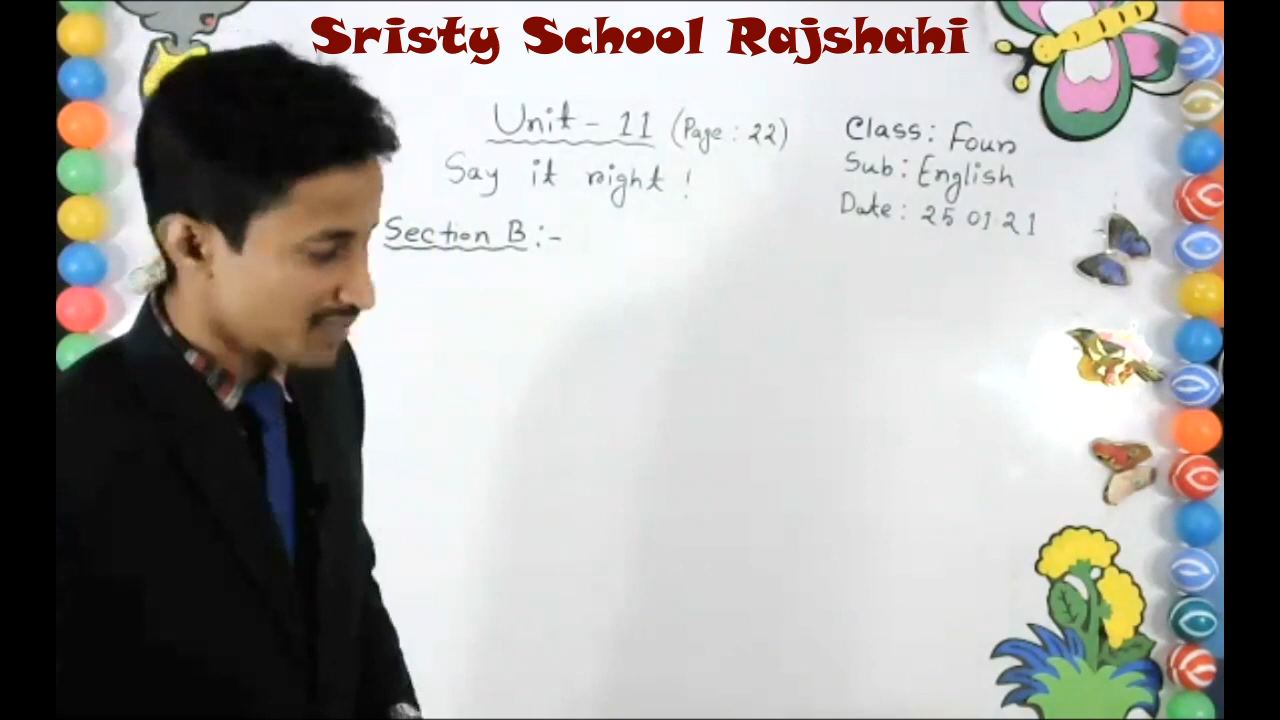 Sristy School Rajshahi
Unit - 11 (Page : 22)
Say it right !
Section B :-
Class : Four
Sub : English
Date : 25 01 21